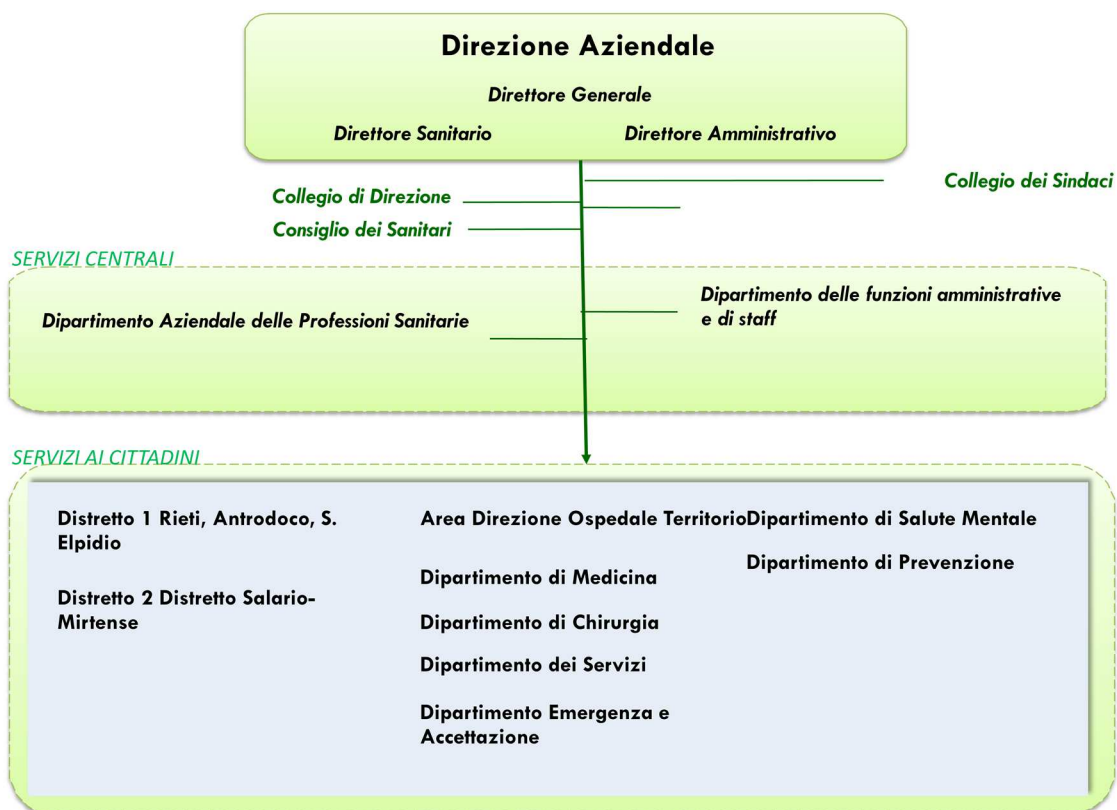 Direzione Aziendale
Direttore Generale
Direttore Sanitario
Direttore Amministrativo
Collegio dei Sindaci
Collegio di Direzione
Consiglio dei Sanitari
SERVIZI CENTRALI
Dipartimento Aziendale delle Professioni Sanitarie
Dipartimento delle funzioni amministrative
e di staff
SERVIZI AI CITTADINI
Distretto 1 Rieti, Antrodoco, S.
Elpidio
Distretto 2 Distretto Salario-
Mirtense
Area Direzione Ospedale Territorio
Dipartimento di Medicina
Dipartimento di Chirurgia
Dipartimento dei Servizi
Dipartimento Emergenza e
Accettazione
Dipartimento di Salute Mentale
Dipartimento di Prevenzione